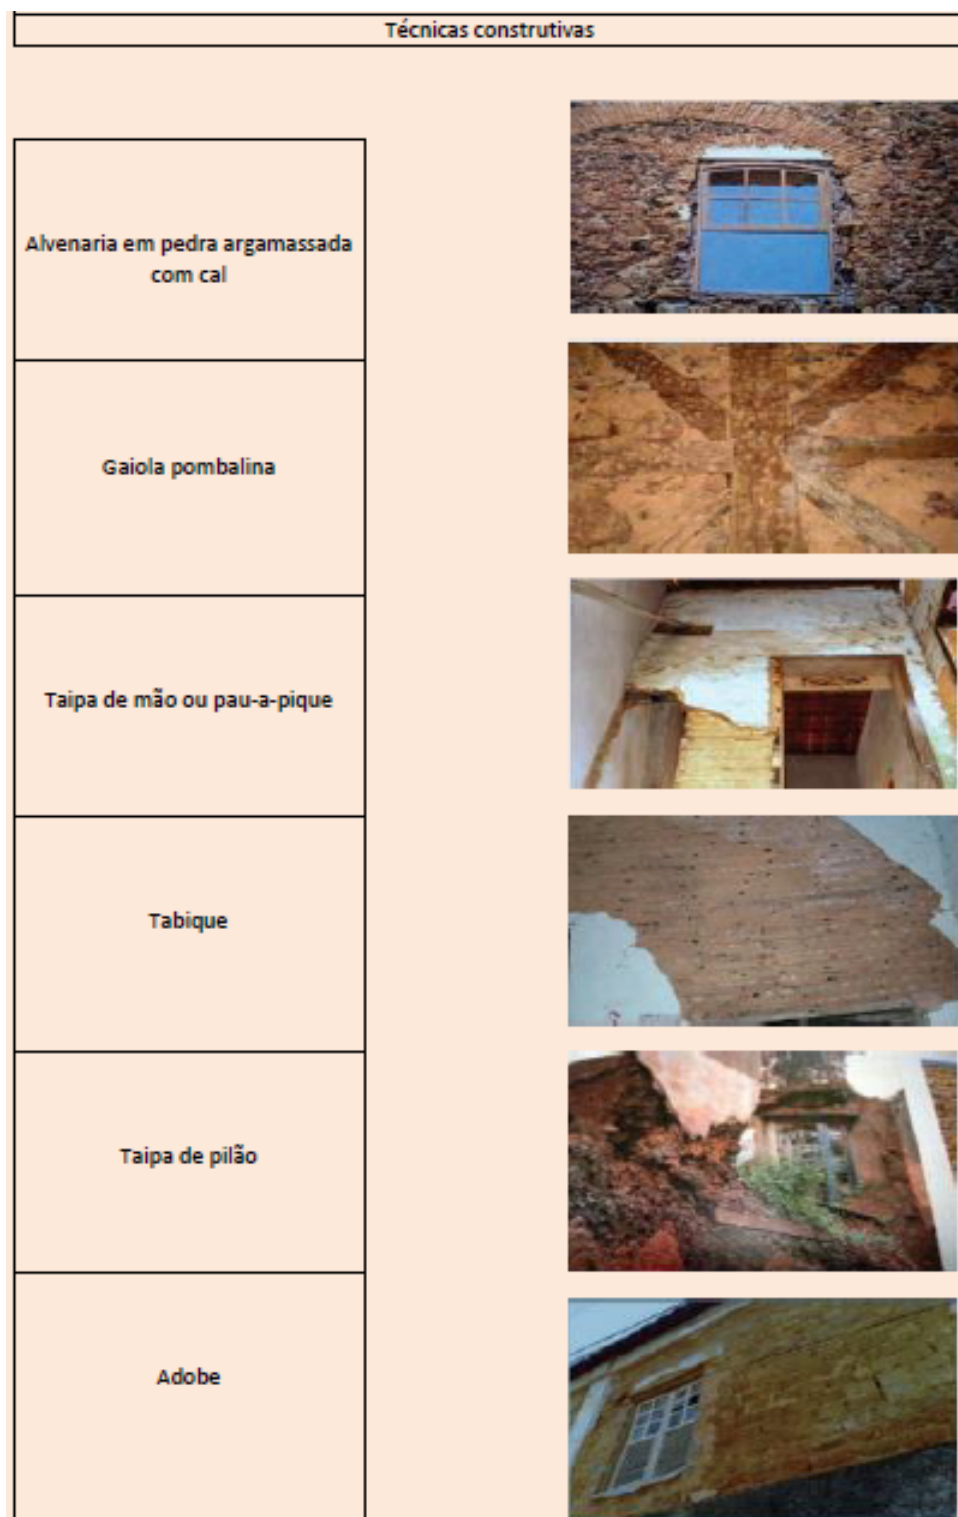 Técnicas construtivas
Alvenaria em pedra argamassada
com cal
Gaiola pombalina
Taipa de mão ou pau-a-pique
Tabique
Taipa de pilão
Adobe